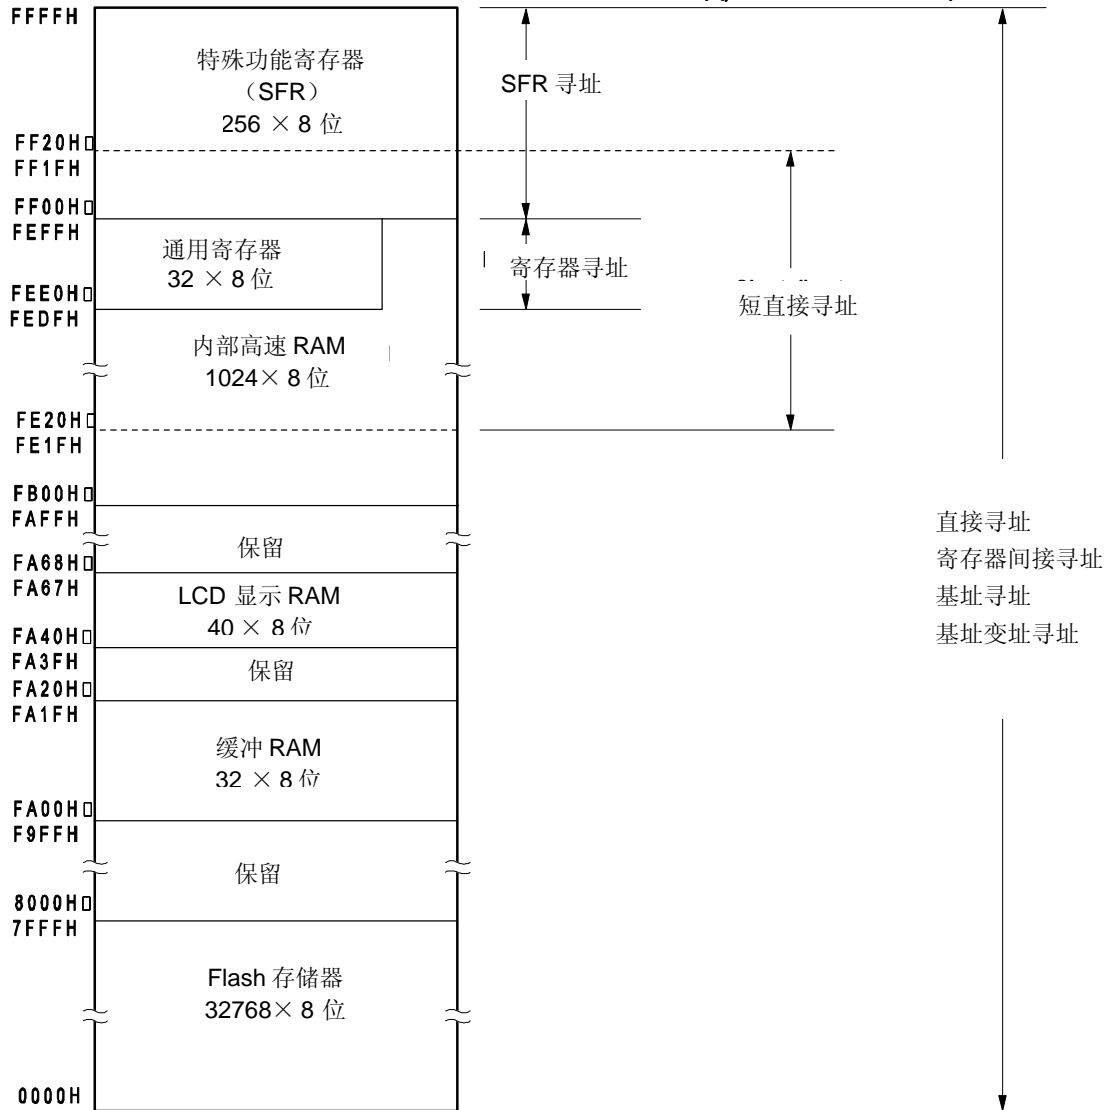 FFFFH
特殊功能寄存器
（SFR）
256 × 8 位
SFR 寻址
FF20H
FF1FH
FF00H
FEFFH
通用寄存器
32 × 8 位
寄存器寻址
FEE0H
FEDFH
短直接寻址
内部高速 RAM
1024× 8 位
FE20H
FE1FH
FB00H
FAFFH
保留
FA68H
FA67H
LCD 显示 RAM
40 × 8 位
FA40H
FA3FH
保留
FA20H
FA1FH
缓冲 RAM
32 × 8 位
FA00H
F9FFH
保留
8000H
7FFFH
Flash 存储器
32768× 8 位
0000H
直接寻址
寄存器间接寻址
基址寻址
基址变址寻址